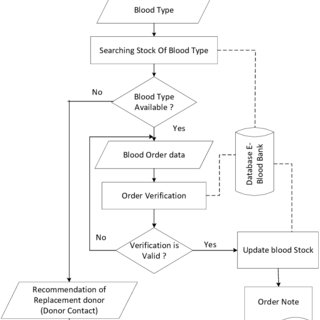 Blood Type
Searching Stock Of Blood Type
Blood Type
Available ?
No
Yes
Blood Order data
Database E-
Blood Bank
Order Verification
Verification is
Valid ?
No
Yes
Update blood Stock
Recommendation of
Replacement donor
(Donor Contact)
Order Note